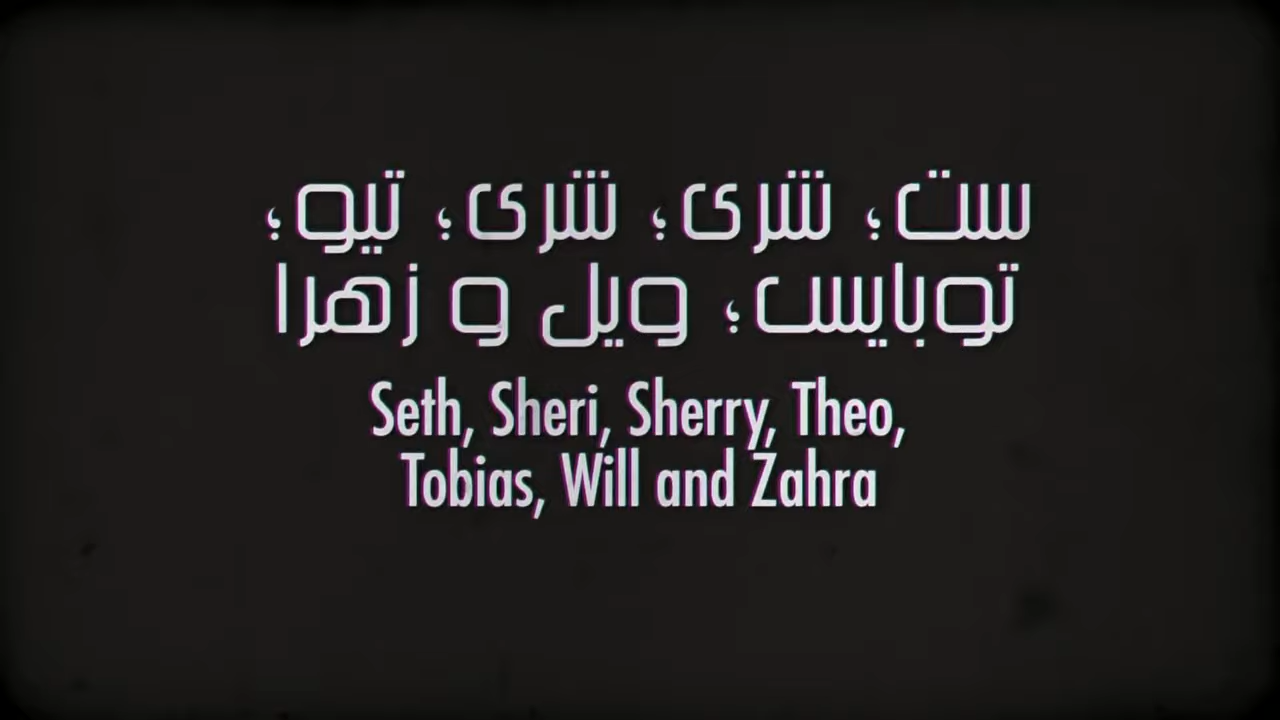 ست؛ شری؛ شری؛ تیو؛
توبایس؛ ویل و زهرا
Seth, Sheri, Sherry, Theo,
Tobias, Will and Zahra